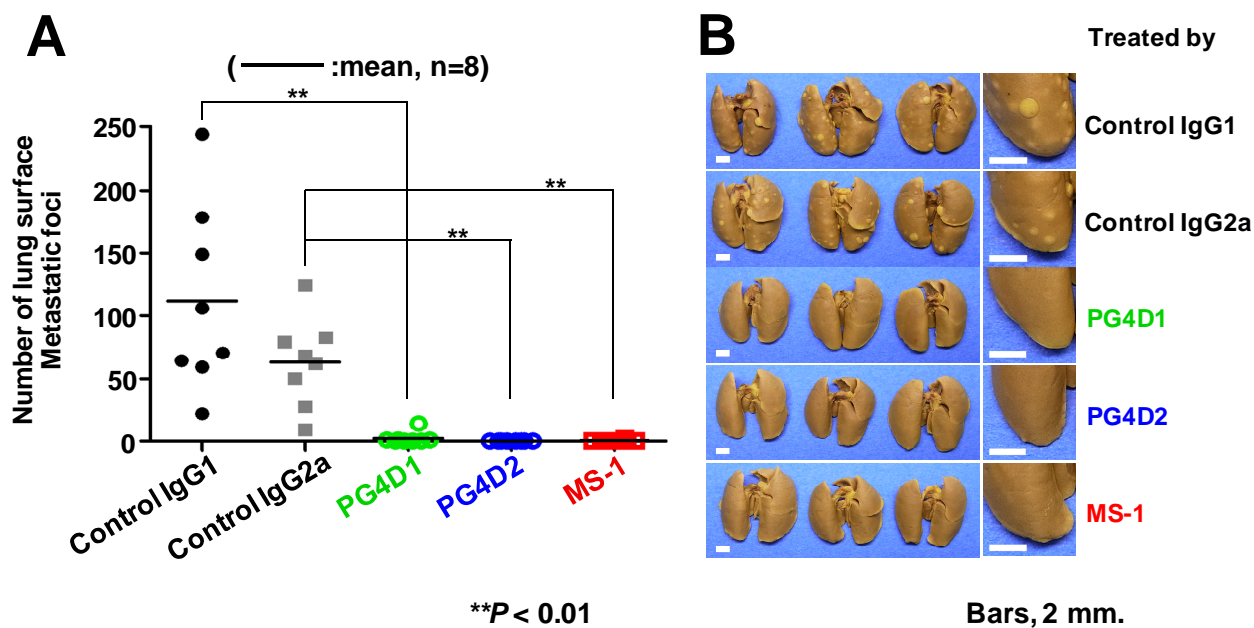 A
( ——— :mean, n=8)
**
**
**
Number of lung surface
Metastatic foci
250
200
150
100
50
0
Control IgG1
Control IgG2a
PG4D1
PG4D2
MS-1
**P < 0.01
B
Treated by
Control IgG1
Control IgG2a
PG4D1
PG4D2
MS-1
Bars, 2 mm.